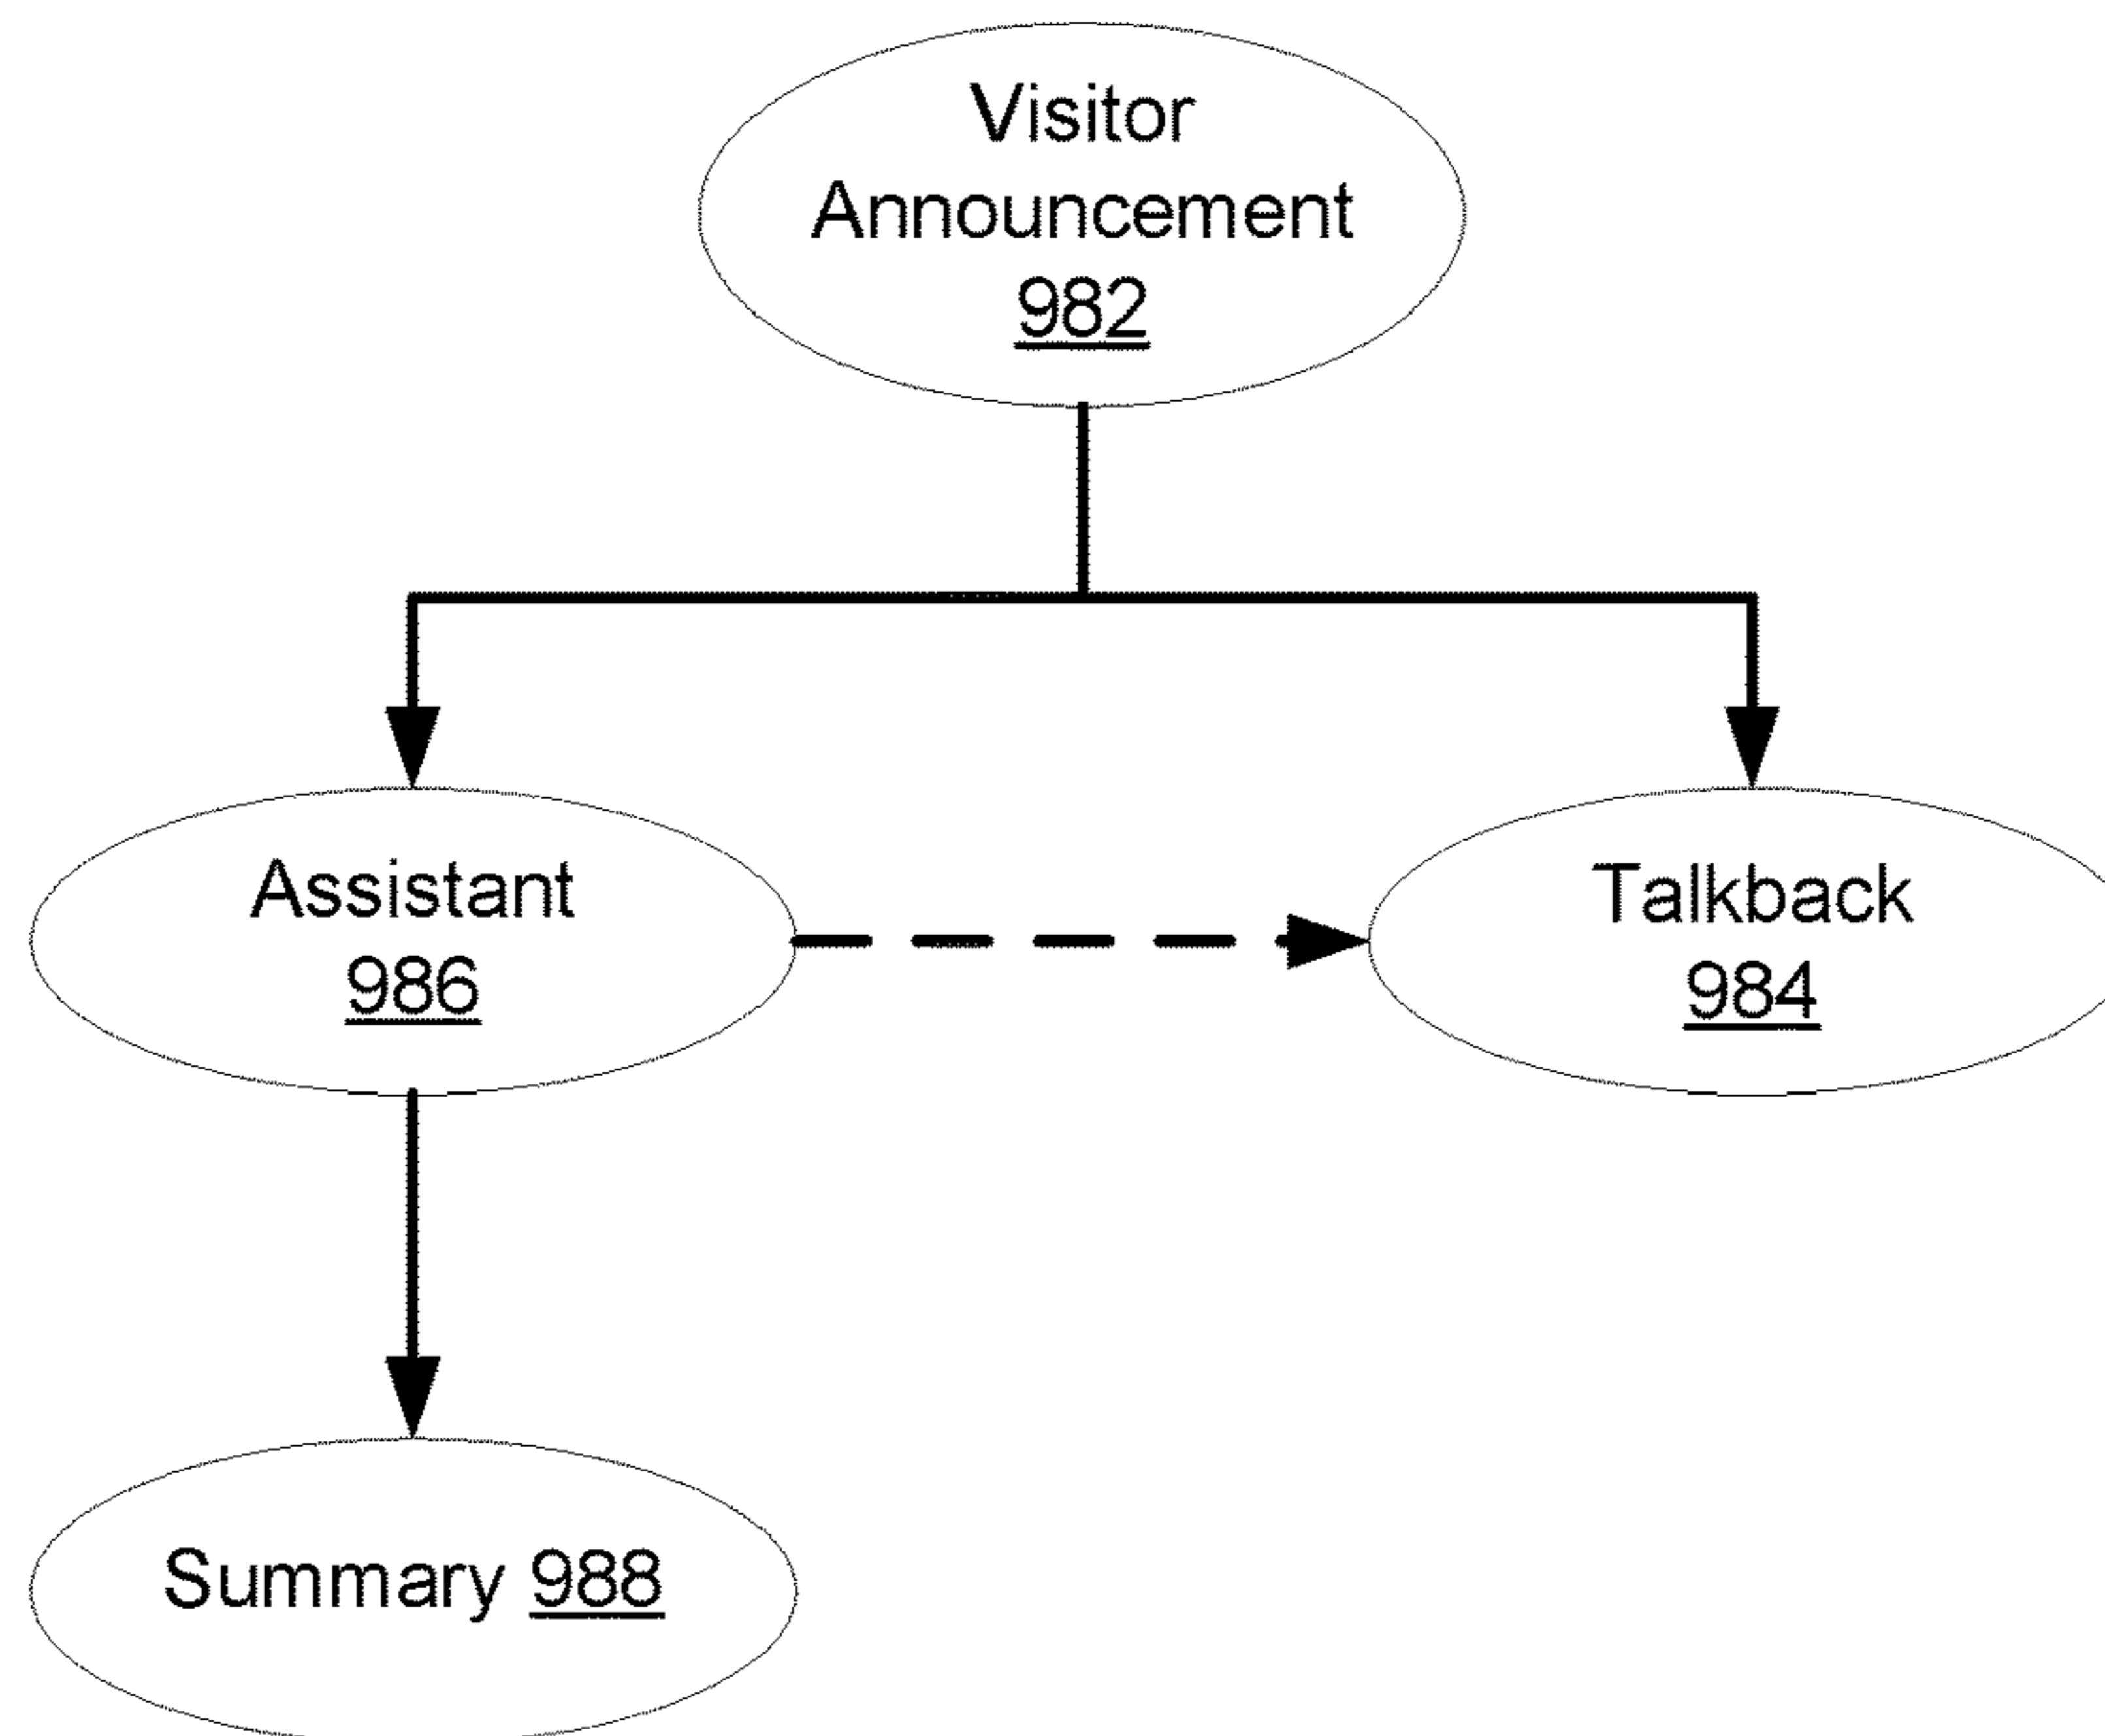 Visitor
Announcement
982
Assistant
986
Talkback
984
Summary 988